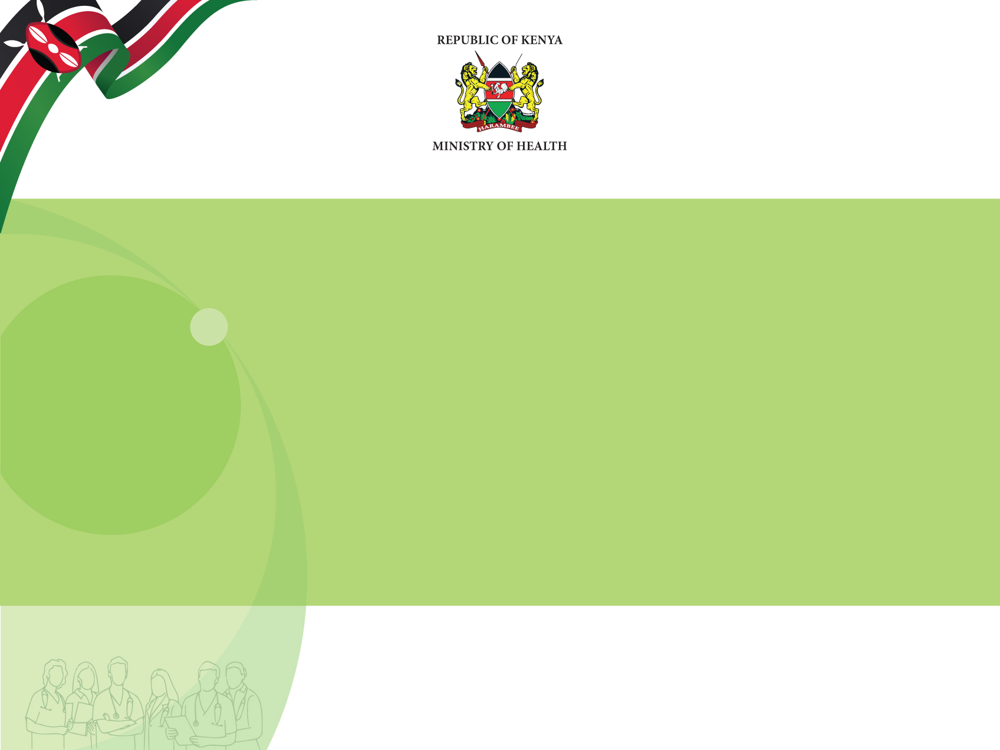 REPUBLIC OF KENYA
HARAMBEE
MINISTRY OF HEALTH